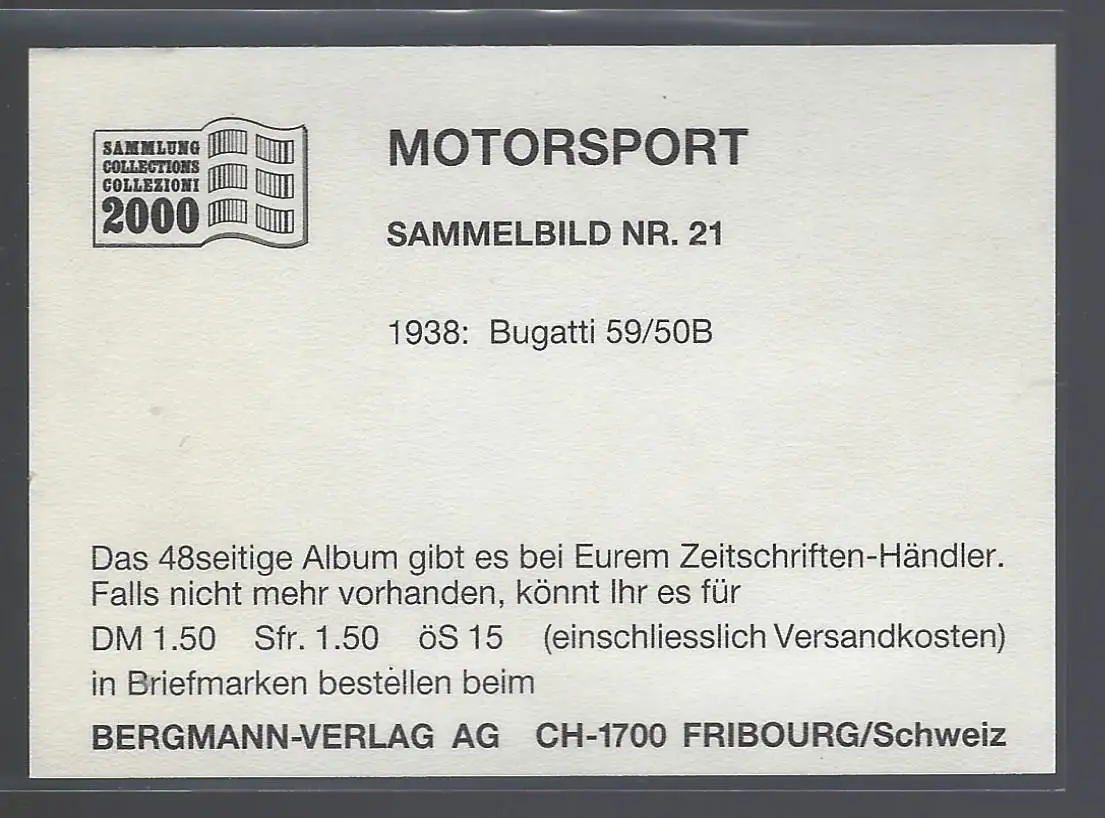 SAMMLUNG
COLLECTIONS
COLLEZIONI
2000
MOTORSPORT
SAMMELBILD NR. 21
1938: Bugatti 59/50B
Das 48seitige Album gibt es bei Eurem Zeitschriften-Händler.
Falls nicht mehr vorhanden, könnt Ihr es für
DM 1.50 Sfr. 1.50 öS 15 (einschliesslich Versandkosten)
in Briefmarken bestellen beim
BERGMANN-VERLAG AG CH-1700 FRIBOURG/Schweiz